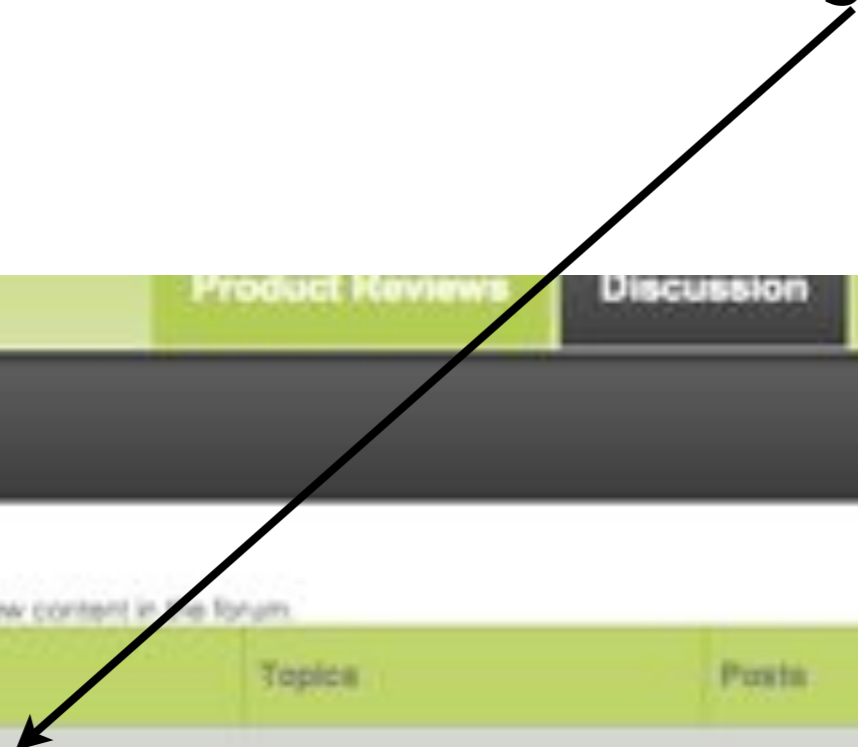 Product Reviews Discussion
content in the forum.
Topics Posts